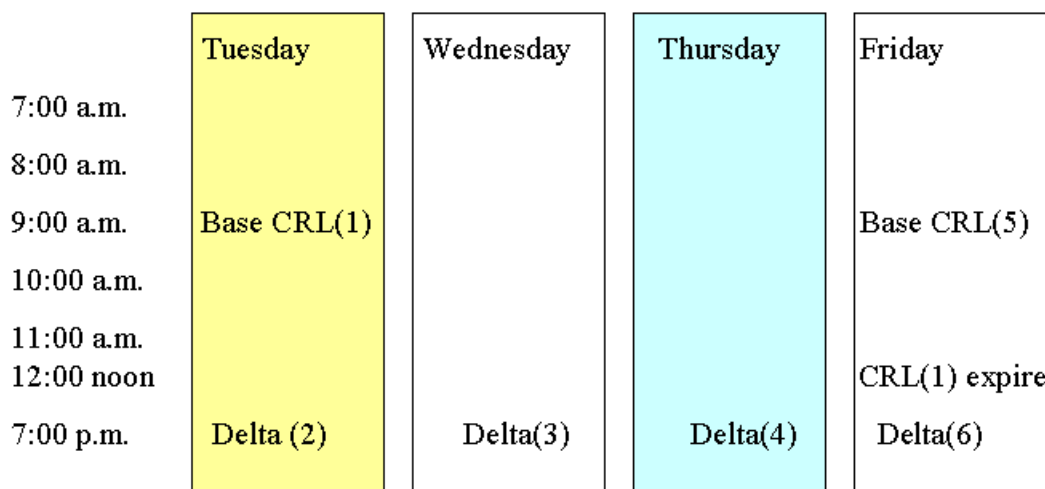 Tuesday Wednesday Thursday Friday
7:00 a.m.
8:00 a.m.
9:00 a.m. Base CRL(1) Base CRL(5)
10:00 a.m.
11:00 a.m.
12:00 noon CRL(1) expire
7:00 p.m. Delta (2) Delta(3) Delta(4) Delta(6)